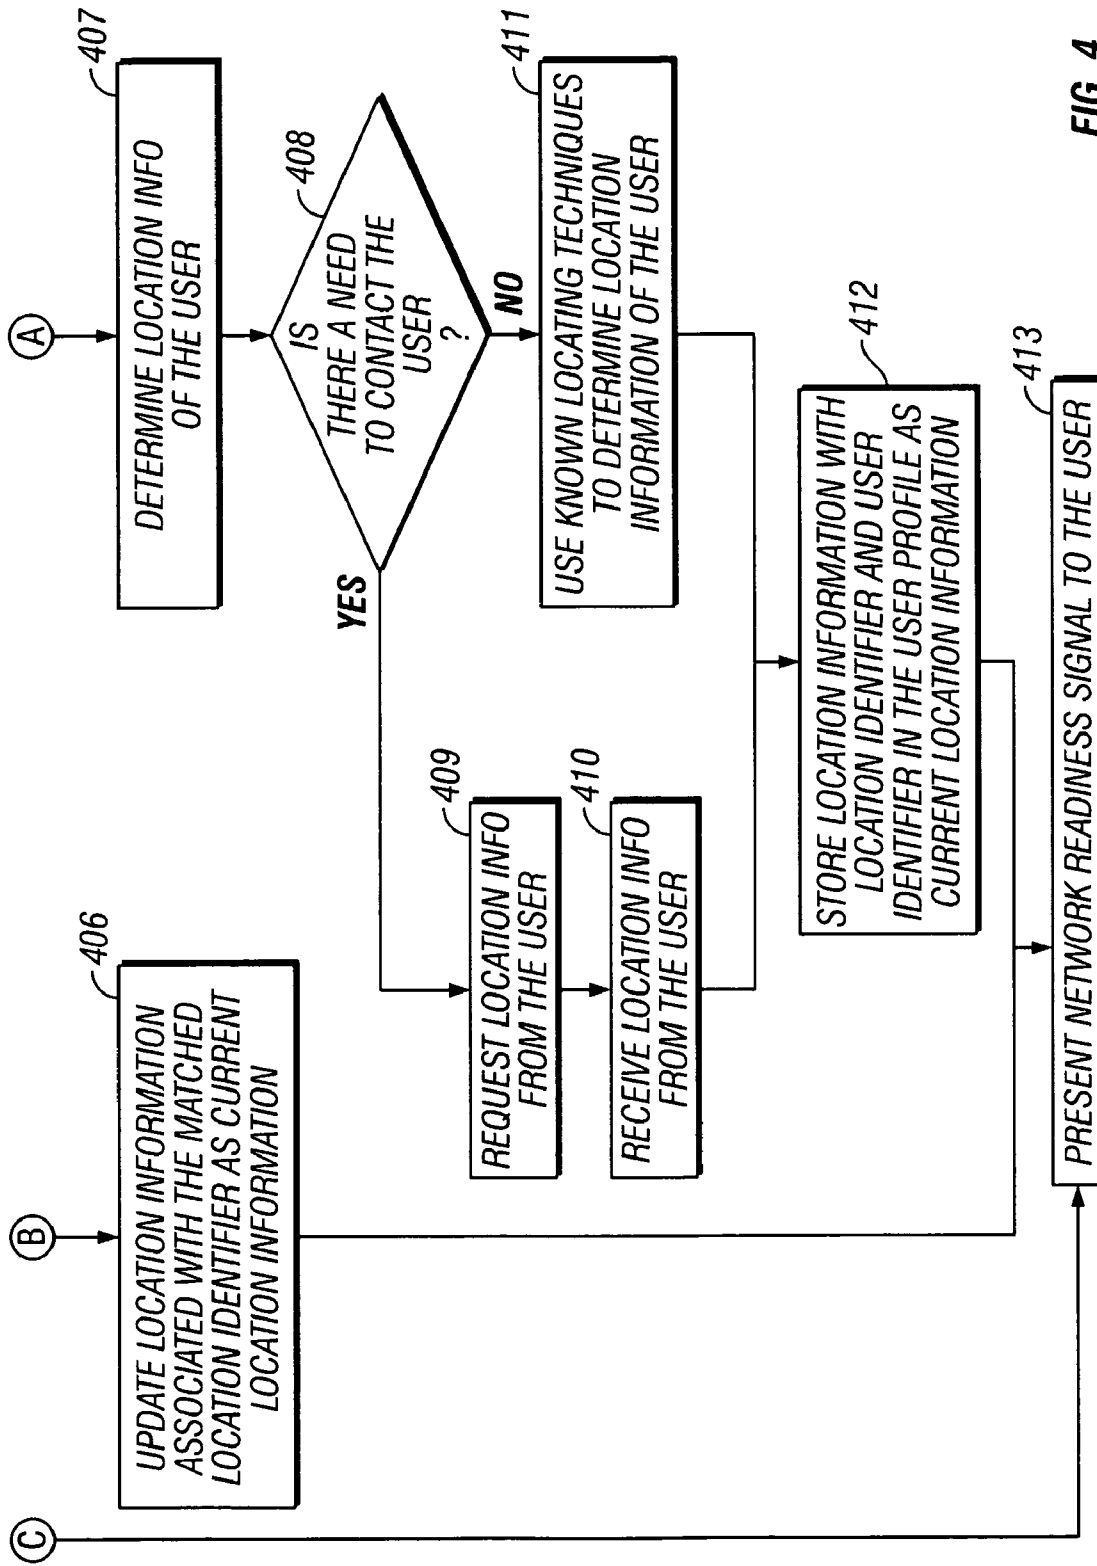 C
B
A
UPDATE LOCATION INFORMATION
ASSOCIATED WITH THE MATCHED
LOCATION IDENTIFIER AS CURRENT
LOCATION INFORMATION
406
DETERMINE LOCATION INFO
OF THE USER
407
IS
THERE A NEED
TO CONTACT THE
USER
?
408
YES
NO
REQUEST LOCATION INFO
FROM THE USER
409
RECEIVE LOCATION INFO
FROM THE USER
410
USE KNOWN LOCATING TECHNIQUES
TO DETERMINE LOCATION
INFORMATION OF THE USER
411
STORE LOCATION INFORMATION WITH
LOCATION IDENTIFIER AND USER
IDENTIFIER IN THE USER PROFILE AS
CURRENT LOCATION INFORMATION
412
PRESENT NETWORK READINESS SIGNAL TO THE USER
413
FIG. 4